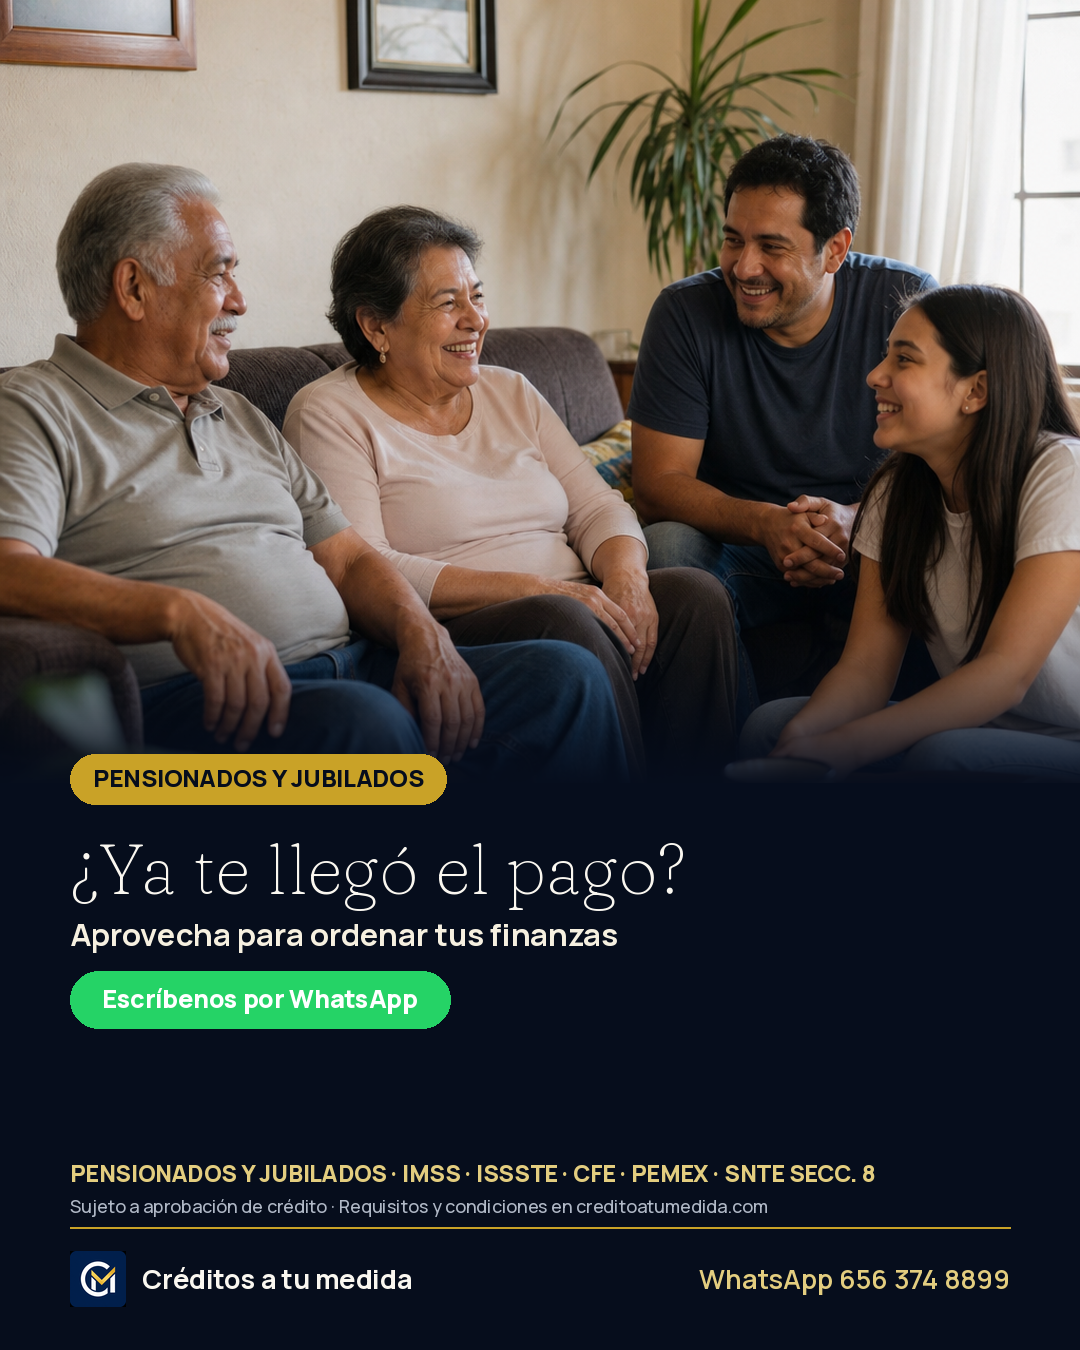 PENSIONADOS Y JUBILADOS
¿Ya te llegó el pago?
Aprovecha para ordenar tus finanzas
Escríbenos por WhatsApp
PENSIONADOS Y JUBILADOS · IMSS · ISSSTE · CFE · PEMEX · SNTE SECC. 8
Sujeto a aprobación de crédito · Requisitos y condiciones en creditoatumedida.com
Créditos a tu medida
WhatsApp 656 374 8899